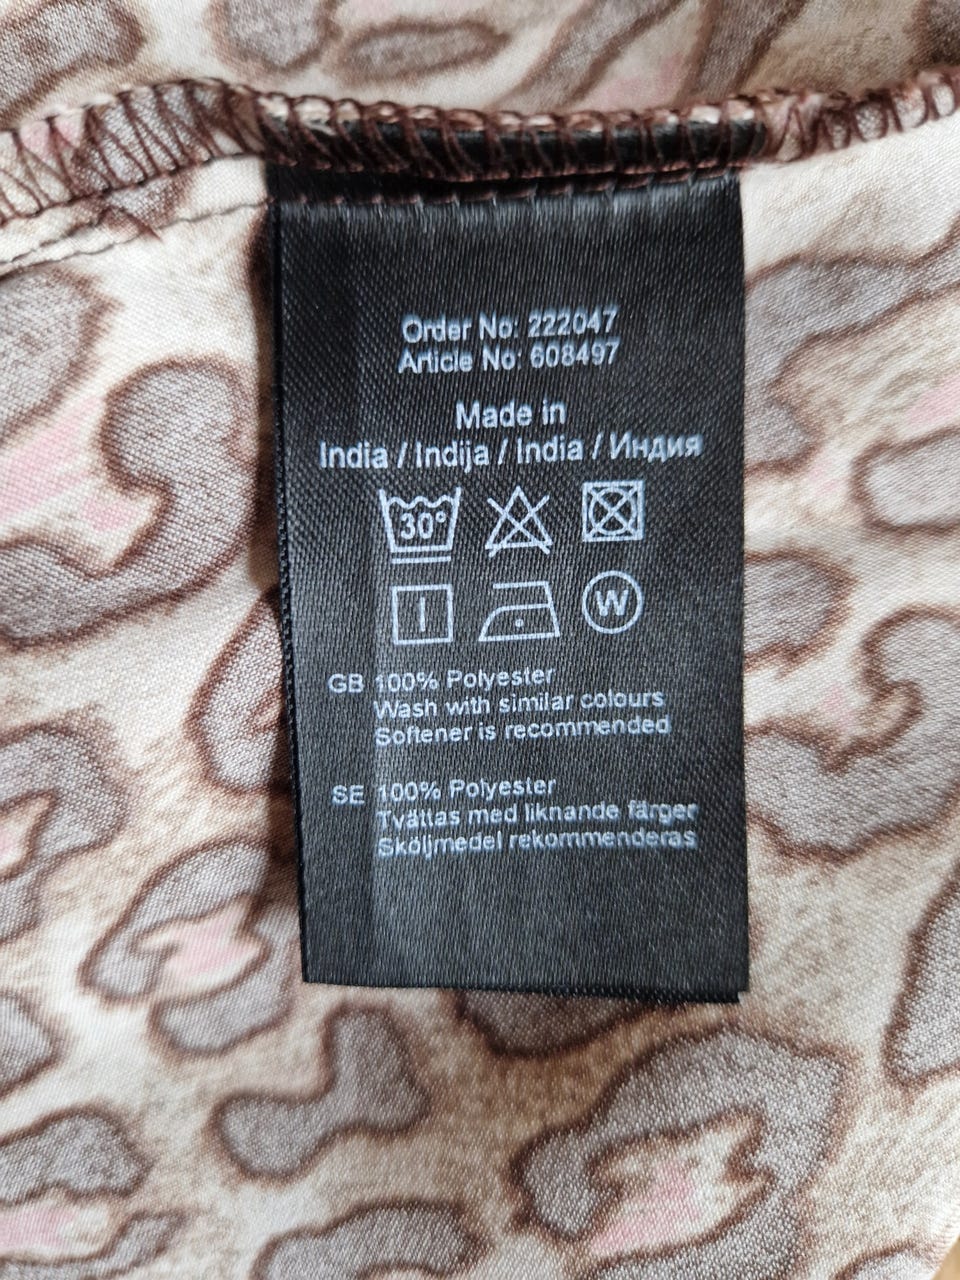 Order No: 222047
Article No: 608497
Made in
India / Indija / India / Индия
30°
W
GB 100% Polyester
Wash with similar colours
Softener is recommended
SE 100% Polyester
Tvättas med liknande färger
Sköljmedel rekommenderas